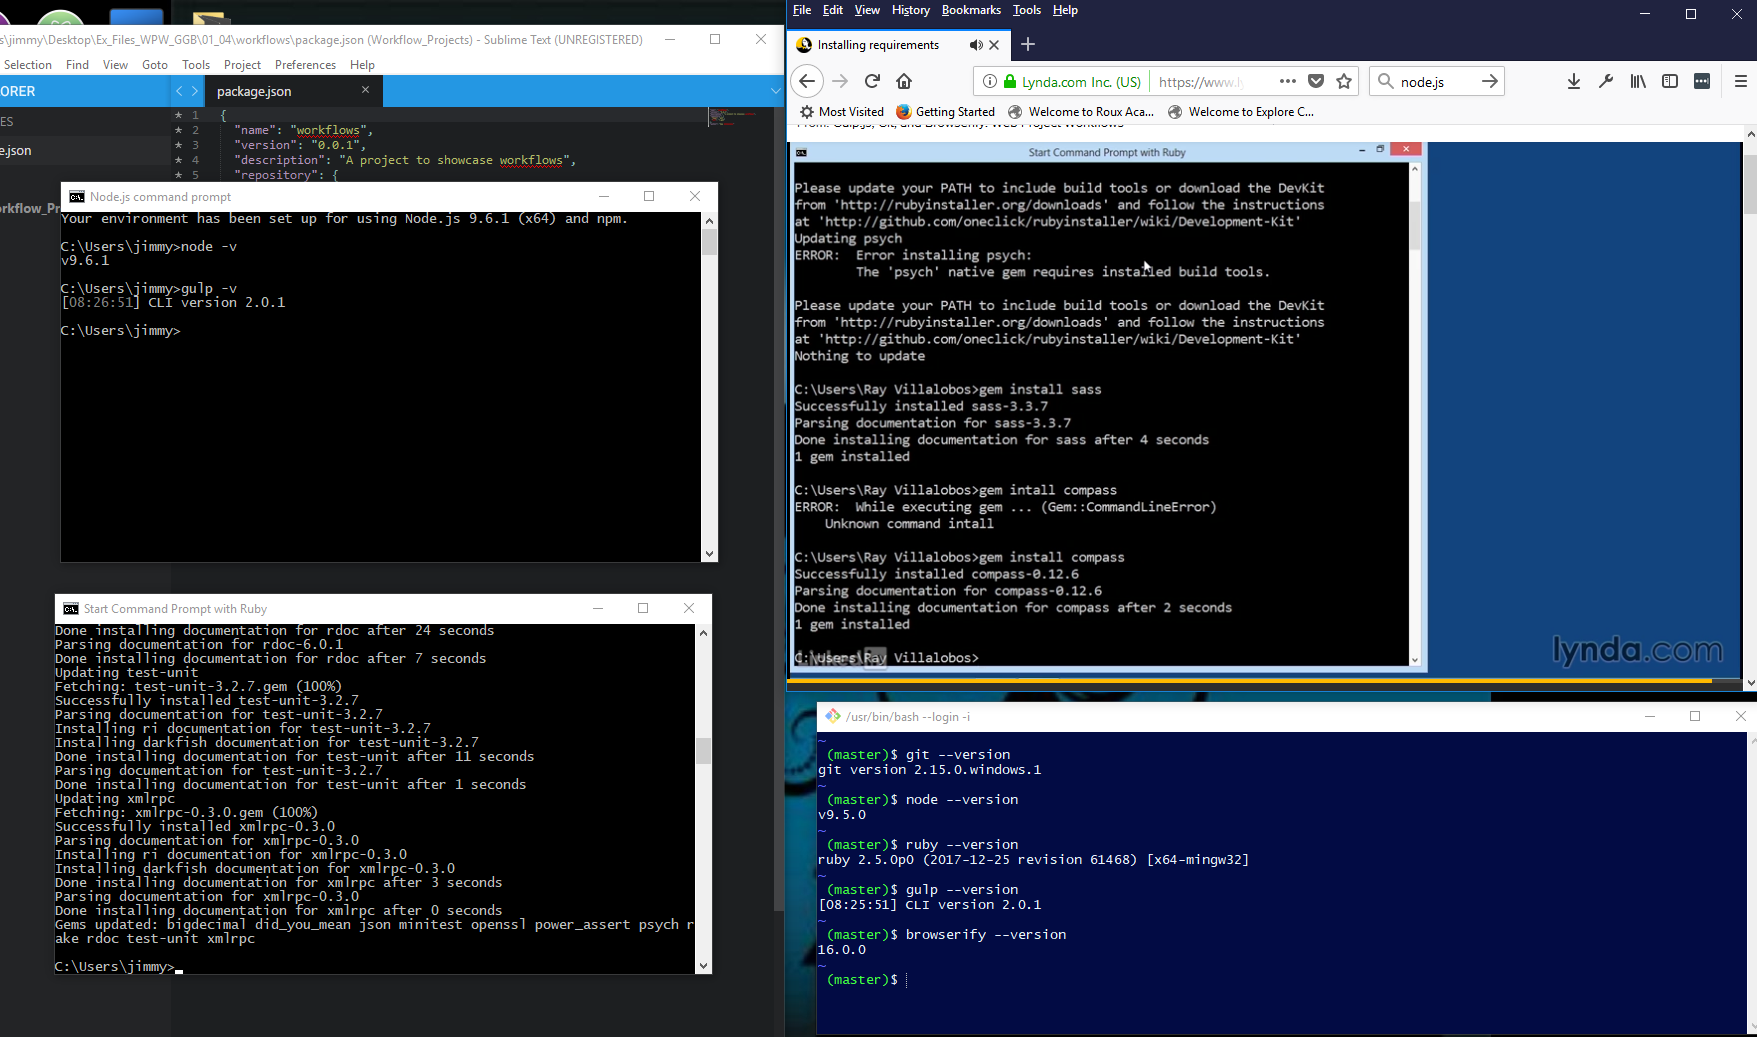 s\jimmy\Desktop\Ex_Files_WPW_GGB\01_04\workflows\package.json (Workflow_Projects) - Sublime Text (UNREGISTERED)
Selection Find View Goto Tools Project Preferences Help
ORER
package.json
ES
e.json
orkflow_Pr
* 1 {
* 2 "name": "workflows",
* 3 "version": "0.0.1",
* 4 "description": "A project to showcase workflows",
* 5 "repository": {
Node.js command prompt
Your environment has been set up for using Node.js 9.6.1 (x64) and npm.
C:\Users\jimmy>node -v
v9.6.1
C:\Users\jimmy>gulp -v
[08:26:51] CLI version 2.0.1
C:\Users\jimmy>
Start Command Prompt with Ruby
Done installing documentation for rdoc after 24 seconds
Parsing documentation for rdoc-6.0.1
Done installing documentation for rdoc after 7 seconds
Updating test-unit
Fetching: test-unit-3.2.7.gem (100%)
Successfully installed test-unit-3.2.7
Parsing documentation for test-unit-3.2.7
Installing ri documentation for test-unit-3.2.7
Installing darkfish documentation for test-unit-3.2.7
Done installing documentation for test-unit after 11 seconds
Parsing documentation for test-unit-3.2.7
Done installing documentation for test-unit after 1 seconds
Updating xmlrpc
Fetching: xmlrpc-0.3.0.gem (100%)
Successfully installed xmlrpc-0.3.0
Parsing documentation for xmlrpc-0.3.0
Installing ri documentation for xmlrpc-0.3.0
Installing darkfish documentation for xmlrpc-0.3.0
Done installing documentation for xmlrpc after 3 seconds
Parsing documentation for xmlrpc-0.3.0
Done installing documentation for xmlrpc after 0 seconds
Gems updated: bigdecimal did_you_mean json minitest openssl power_assert psych r
ake rdoc test-unit xmlrpc
C:\Users\jimmy>
File Edit View History Bookmarks Tools Help
Installing requirements
Lynda.com Inc. (US) https://www.ly
node.js
Most Visited Getting Started Welcome to Roux Aca... Welcome to Explore C...
From: Gulp.js, Git, and Browserify: Web Project Workflows
Start Command Prompt with Ruby
Please update your PATH to include build tools or download the DevKit
from 'http://rubyinstaller.org/downloads' and follow the instructions
at 'http://github.com/oneclick/rubyinstaller/wiki/Development-Kit'
Updating psych
ERROR: Error installing psych:
The 'psych' native gem requires installed build tools.
Please update your PATH to include build tools or download the DevKit
from 'http://rubyinstaller.org/downloads' and follow the instructions
at 'http://github.com/oneclick/rubyinstaller/wiki/Development-Kit'
Nothing to update
C:\Users\Ray Villalobos>gem install sass
Successfully installed sass-3.3.7
Parsing documentation for sass-3.3.7
Done installing documentation for sass after 4 seconds
1 gem installed
C:\Users\Ray Villalobos>gem intall compass
ERROR: While executing gem ... (Gem::CommandLineError)
Unknown command intall
C:\Users\Ray Villalobos>gem install compass
Successfully installed compass-0.12.6
Parsing documentation for compass-0.12.6
Done installing documentation for compass after 2 seconds
1 gem installed
C:\Users\Ray Villalobos>
lynda.com
/usr/bin/bash --login -i
~
(master)$ git --version
git version 2.15.0.windows.1
~
(master)$ node --version
v9.5.0
~
(master)$ ruby --version
ruby 2.5.0p0 (2017-12-25 revision 61468) [x64-mingw32]
~
(master)$ gulp --version
[08:25:51] CLI version 2.0.1
~
(master)$ browserify --version
16.0.0
~
(master)$